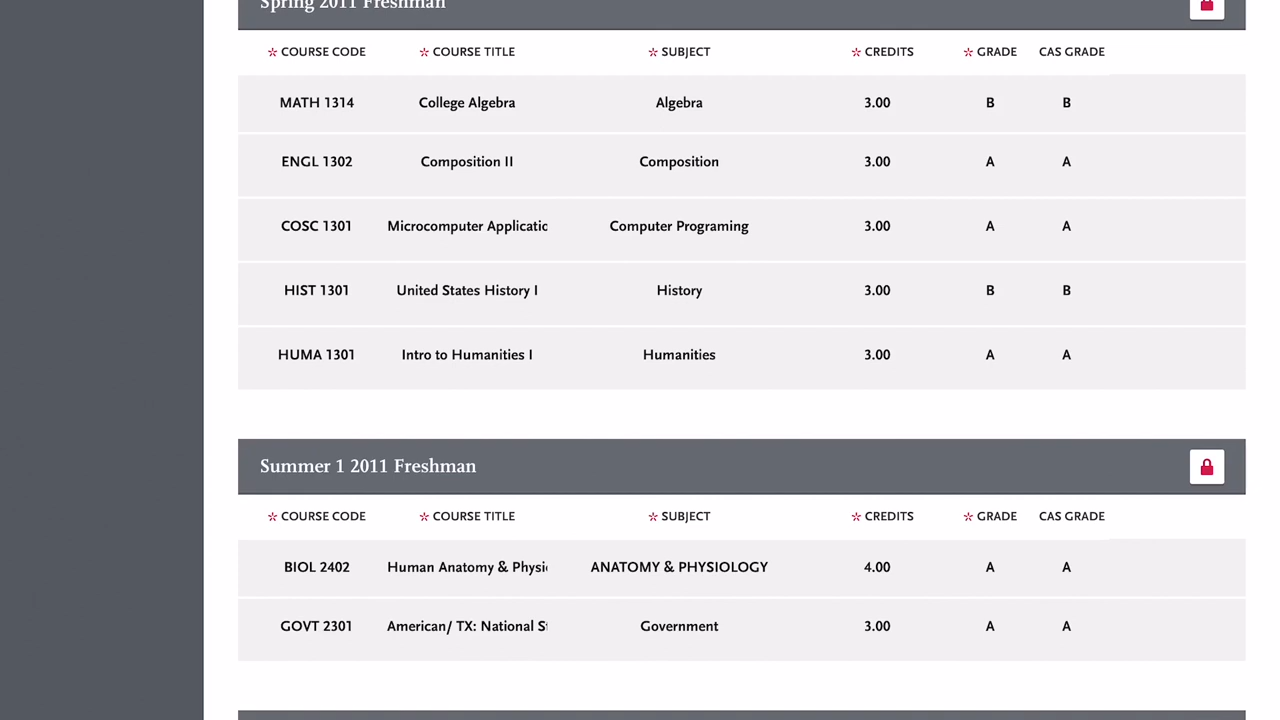 Spring 2011 Freshman
✲ COURSE CODE ✲ COURSE TITLE ✲ SUBJECT ✲ CREDITS ✲ GRADE CAS GRADE
MATH 1314 College Algebra Algebra 3.00 B B
ENGL 1302 Composition II Composition 3.00 A A
COSC 1301 Microcomputer Applicatic Computer Programing 3.00 A A
HIST 1301 United States History I History 3.00 B B
HUMA 1301 Intro to Humanities I Humanities 3.00 A A
Summer 1 2011 Freshman
✲ COURSE CODE ✲ COURSE TITLE ✲ SUBJECT ✲ CREDITS ✲ GRADE CAS GRADE
BIOL 2402 Human Anatomy & Physi ANATOMY & PHYSIOLOGY 4.00 A A
GOVT 2301 American/ TX: National S GOVERNMENT 3.00 A A